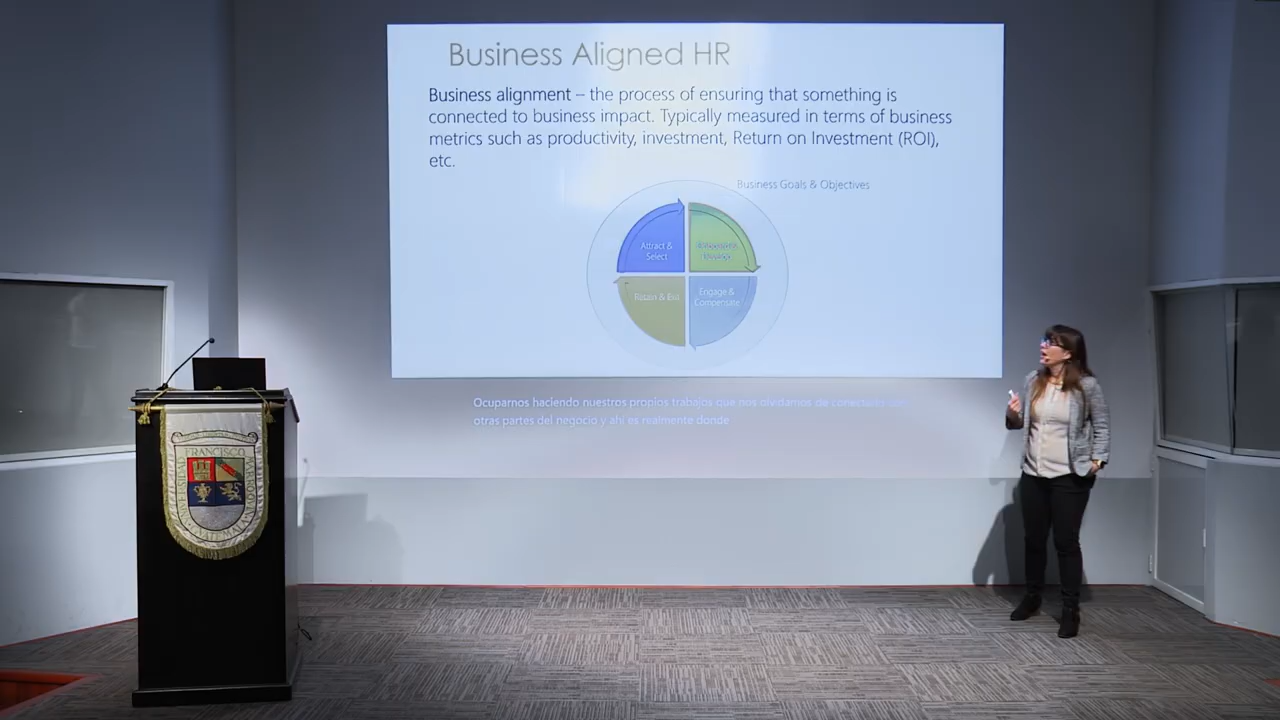 Business Aligned HR
Business alignment – the process of ensuring that something is
connected to business impact. Typically measured in terms of business
metrics such as productivity, investment, Return on Investment (ROI),
etc.
Business Goals & Objectives
Attract &
Select
Engage &
Compensate
Retain & Exit
Ocuparnos haciendo nuestros propios trabajos que nos olvidamos de conectarlo con
otras partes del negocio y ahí es realmente donde
FRANCISCO